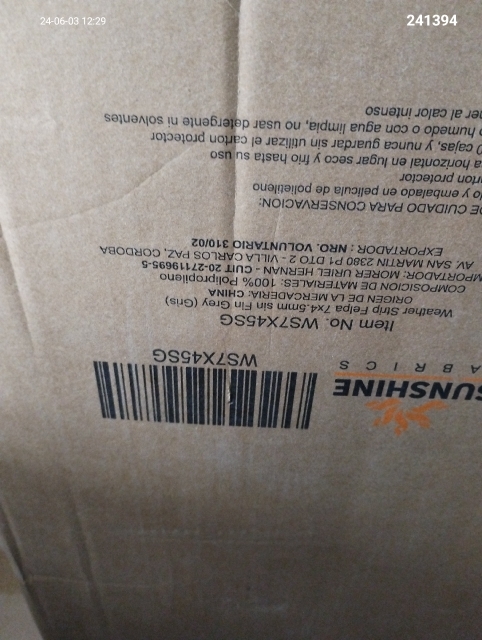 24-06-03 12:29
241394
SUNSHINE
ABRICS
WS7X45SG
Item No. WS7X45SG
Weather Strip Felpa 7x4.5mm sin Fin Grey (Gris)
ORIGEN DE LA MERCADERIA: CHINA
COMPOSICION DE MATERIALES: 100% Polipropileno
MPORTADOR: MORER URIEL HERNAN - CUIT 20-27119695-5
AV. SAN MARTIN 2380 P1 DTO 2 - VILLA CARLOS PAZ, CORDOBA
EXPORTADOR: NRO. VOLUNTARIO 310/02
DE CUIDADO PARA CONSERVACION:
o y embalado en película de polietileno
rton protector
a horizontal en lugar seco y frio y hasta su uso
0 cajas, y nunca guardar sin utilizar el carton protector
o humedo o con agua limpia, no usar detergente ni solventes
ner al calor intenso